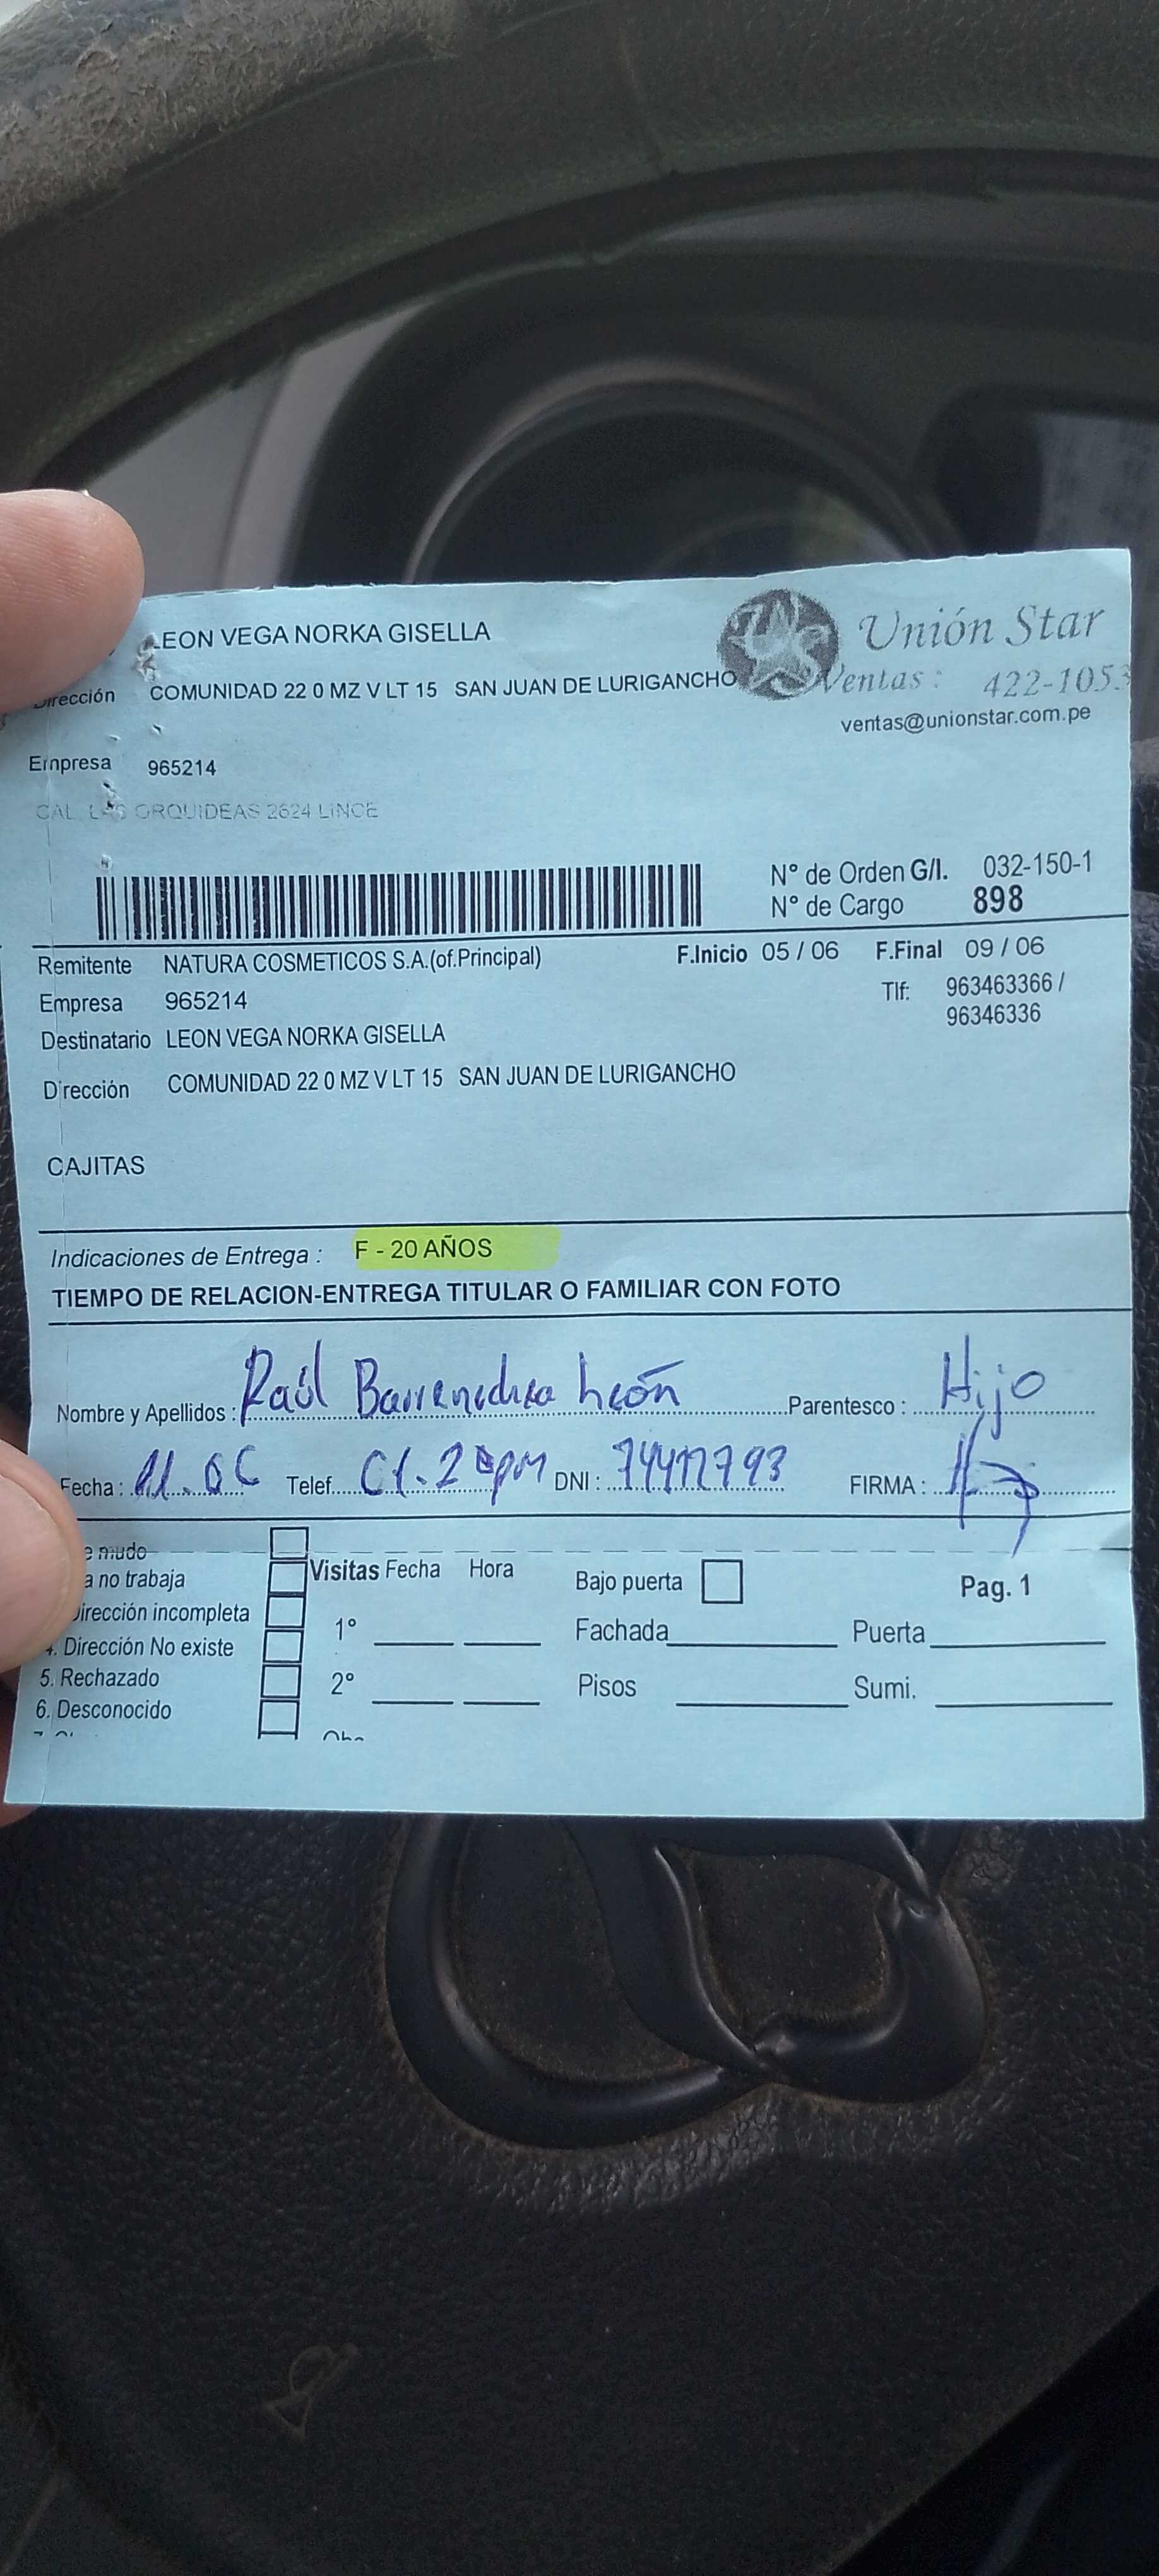 LEON VEGA NORKA GISELLA
Unión Star
Dirección COMUNIDAD 22 0 MZ V LT 15 SAN JUAN DE LURIGANCHO
Ventas: 422-1053
ventas@unionstar.com.pe
Empresa 965214
CAL. LAS ORQUIDEAS 2624 LINCE
N° de Orden G/I. 032-150-1
N° de Cargo 898
Remitente NATURA COSMETICOS S.A.(of.Principal) F.Inicio 05 / 06 F.Final 09 / 06
Empresa 965214 Tlf: 963463366 /
96346336
Destinatario LEON VEGA NORKA GISELLA
Dirección COMUNIDAD 22 0 MZ V LT 15 SAN JUAN DE LURIGANCHO
CAJITAS
Indicaciones de Entrega : F - 20 AÑOS
TIEMPO DE RELACION-ENTREGA TITULAR O FAMILIAR CON FOTO
Nombre y Apellidos : Raúl Barrenechea León Parentesco : Hijo
Fecha : 11.06 Telef. DNI : FIRMA :
e mudo
a no trabaja Visitas Fecha Hora Bajo puerta Pag. 1
Dirección incompleta 1° Fachada Puerta
4. Dirección No existe
5. Rechazado 2° Pisos Sumi.
6. Desconocido